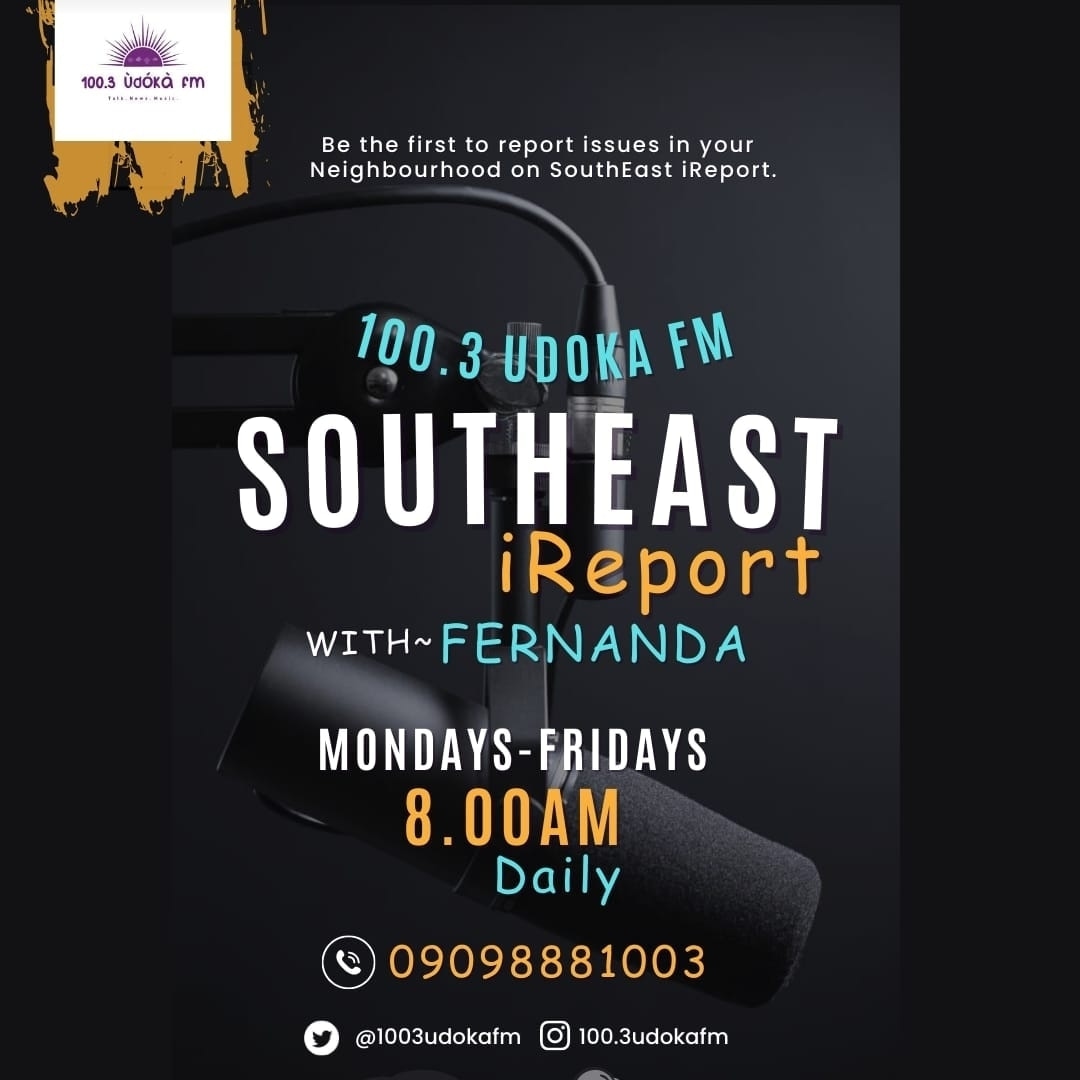 100.3 ùdókà fm
Talk. News. Music.
Be the first to report issues in your
Neighbourhood on SouthEast iReport.
100.3 UDOKA FM
SOUTHEAST
iReport
WITH~ FERNANDA
MONDAYS-FRIDAYS
8.00AM
Daily
09098881003
@1003udokafm 100.3udokafm